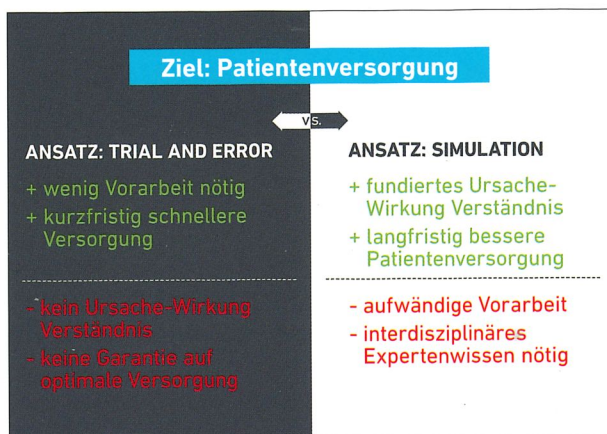 Ziel: Patientenversorgung
vs.
ANSATZ: TRIAL AND ERROR
+ wenig Vorarbeit nötig
+ kurzfristig schnellere
Versorgung
- kein Ursache-Wirkung
Verständnis
- keine Garantie auf
optimale Versorgung
ANSATZ: SIMULATION
+ fundiertes Ursache-
Wirkung Verständnis
+ langfristig bessere
Patientenversorgung
- aufwändige Vorarbeit
- interdisziplinäres
Expertenwissen nötig